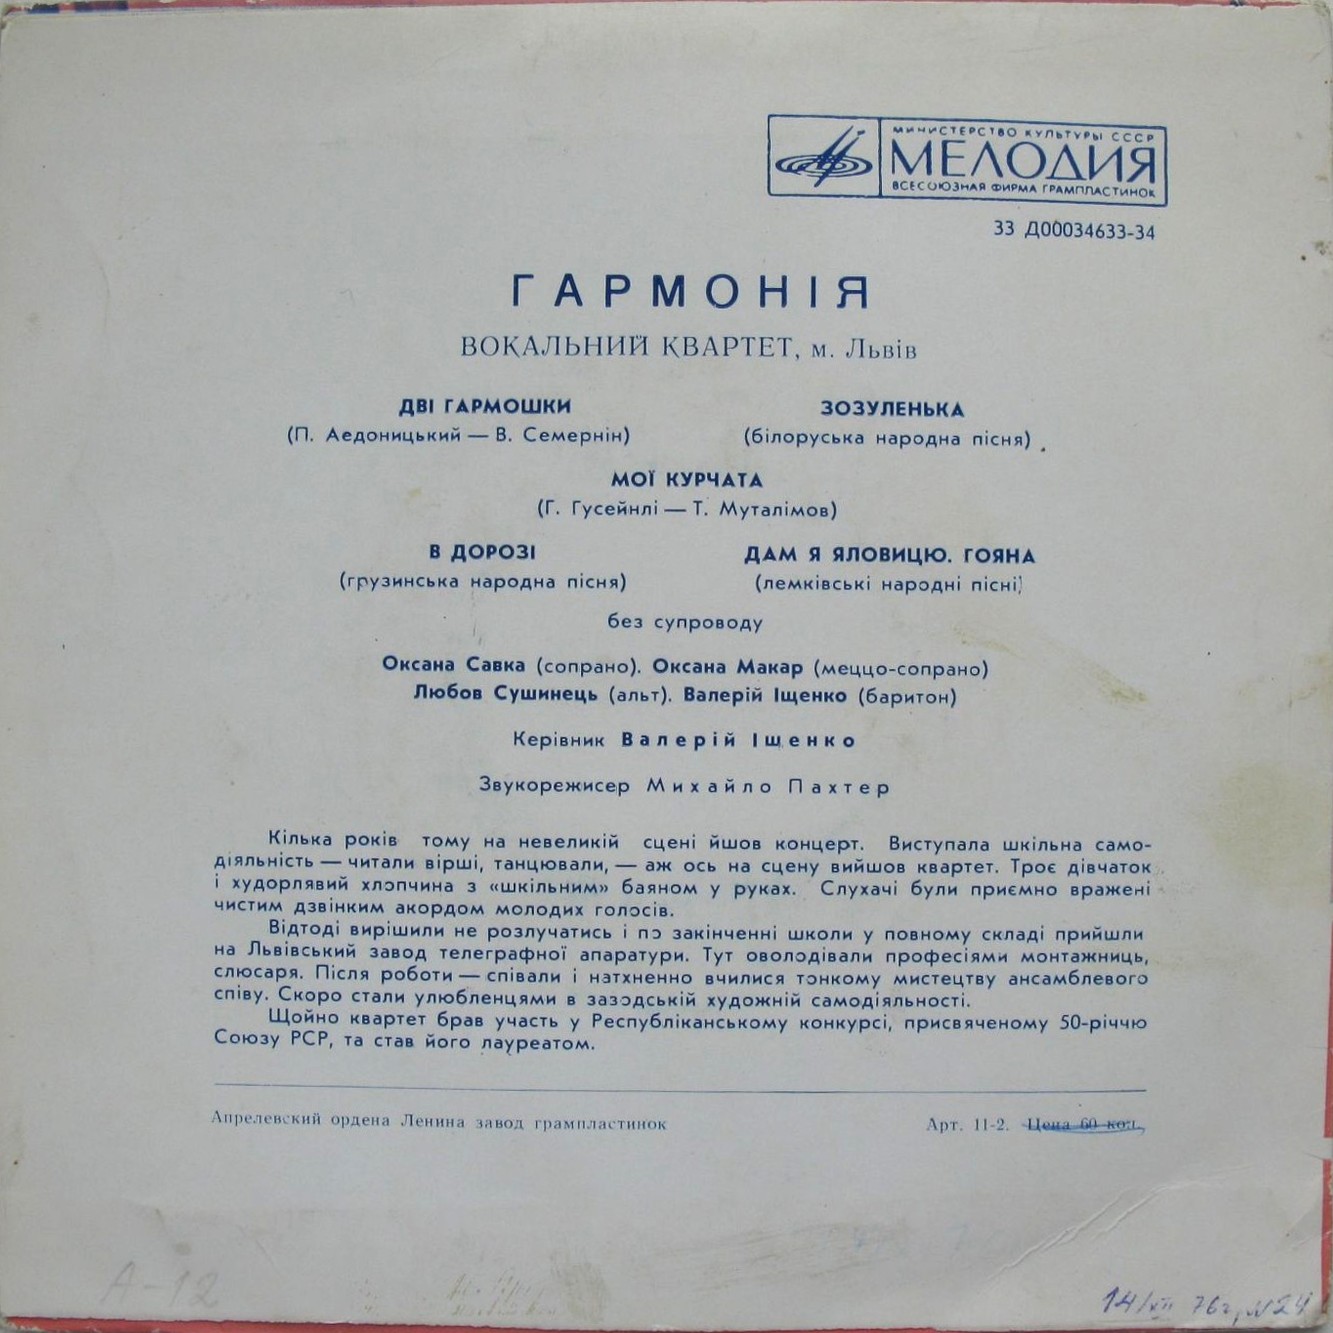 МИНИСТЕРСТВО КУЛЬТУРЫ СССР
МЕЛОДИЯ
ВСЕСОЮЗНАЯ ФИРМА ГРАМПЛАСТИНОК
33 Д00034633-34
ГАРМОНІЯ
ВОКАЛЬНИЙ КВАРТЕТ, м. Львів
ДВІ ГАРМОШКИ ЗОЗУЛЕНЬКА
(П. Аедоницький — В. Семернін) (білоруська народна пісня)
МОЇ КУРЧАТА
(Г. Гусейнлі — Т. Муталімов)
В ДОРОЗІ ДАМ Я ЯЛОВИЦЮ. ГОЯНА
(грузинська народна пісня) (лемківські народні пісні)
без супроводу
Оксана Савка (сопрано). Оксана Макар (меццо-сопрано)
Любов Сушинець (альт). Валерій Іщенко (баритон)
Керівник Валерій Іщенко
Звукорежисер Михайло Пахтер
Кілька років тому на невеликій сцені йшов концерт. Виступала шкільна само-
діяльність — читали вірші, танцювали, — аж ось на сцену вийшов квартет. Троє дівчаток
і худорлявий хлопчина з «шкільним» баяном у руках. Слухачі були приємно вражені
чистим дзвінким акордом молодих голосів.
Відтоді вирішили не розлучатись і по закінченні школи у повному складі прийшли
на Львівський завод телеграфної апаратури. Тут оволодівали професіями монтажниць,
слюсаря. Після роботи — співали і натхненно вчилися тонкому мистецтву ансамблевого
співу. Скоро стали улюбленцями в заводській художній самодіяльності.
Щойно квартет брав участь у Республіканському конкурсі, присвяченому 50-річчю
Союзу РСР, та став його лауреатом.
Апрелевский ордена Ленина завод грампластинок Арт. 11-2. Цена 60 коп.
А-12
14/XII 76г. N24